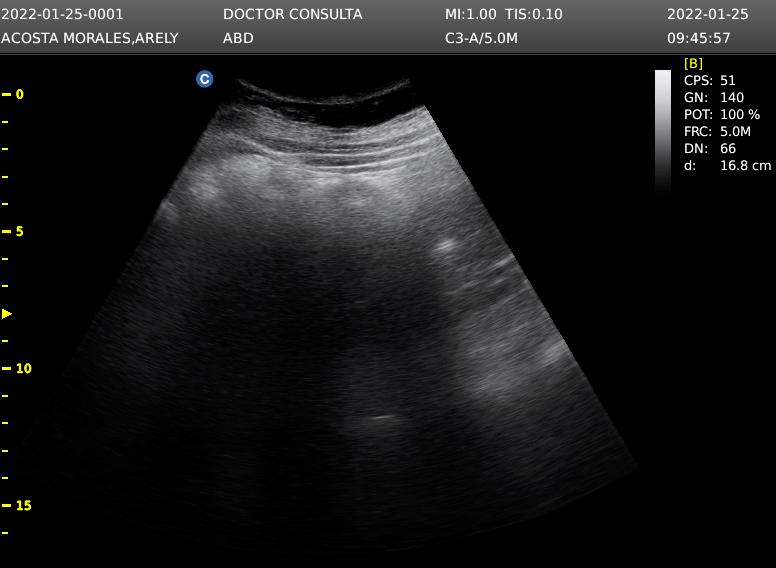 2022-01-25-0001 DOCTOR CONSULTA MI:1.00 TIS:0.10 2022-01-25
ACOSTA MORALES,ARELY ABD C3-A/5.0M 09:45:57
[B]
C
CPS: 51
0
GN: 140
POT: 100 %
FRC: 5.0M
DN: 66
d: 16.8 cm
5
10
15